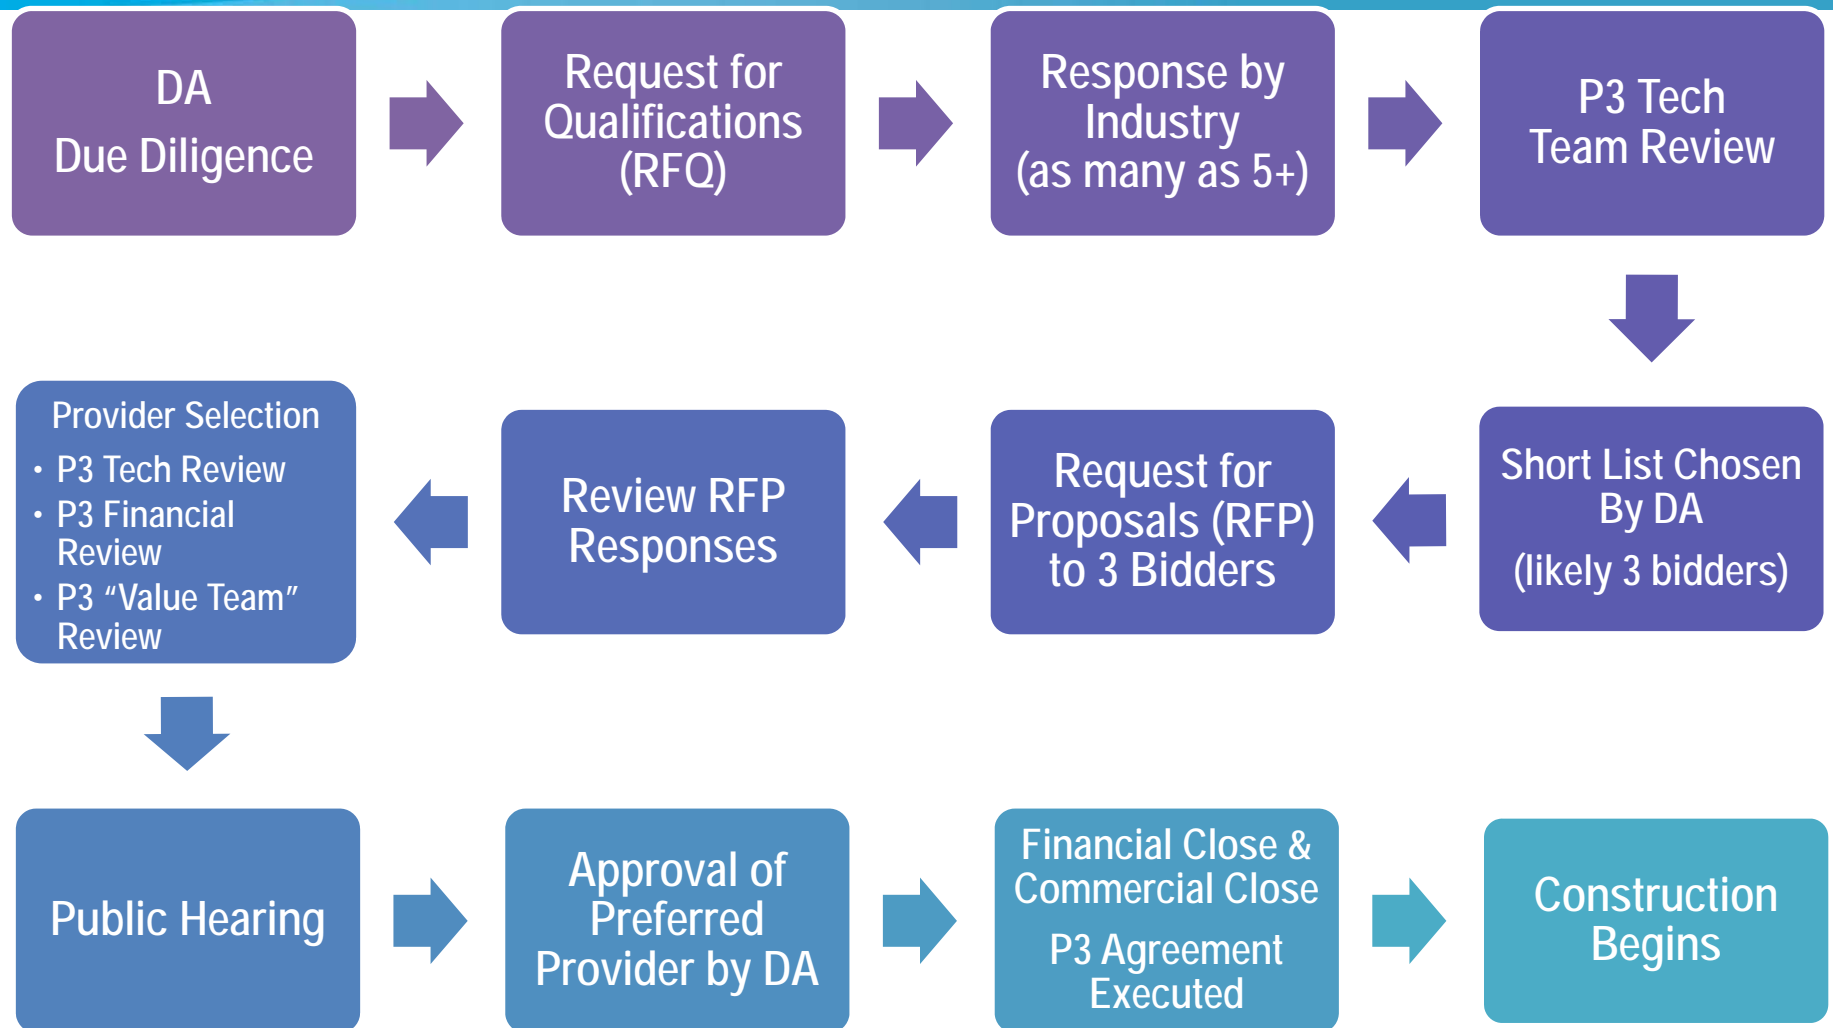 DA
Due Diligence
Request for
Qualifications
(RFQ)
Response by
Industry
(as many as 5+)
P3 Tech
Team Review
Short List Chosen
By DA
(likely 3 bidders)
Request for
Proposals (RFP)
to 3 Bidders
Review RFP
Responses
Provider Selection
• P3 Tech Review
• P3 Financial
Review
• P3 “Value Team”
Review
Public Hearing
Approval of
Preferred
Provider by DA
Financial Close &
Commercial Close
P3 Agreement
Executed
Construction
Begins